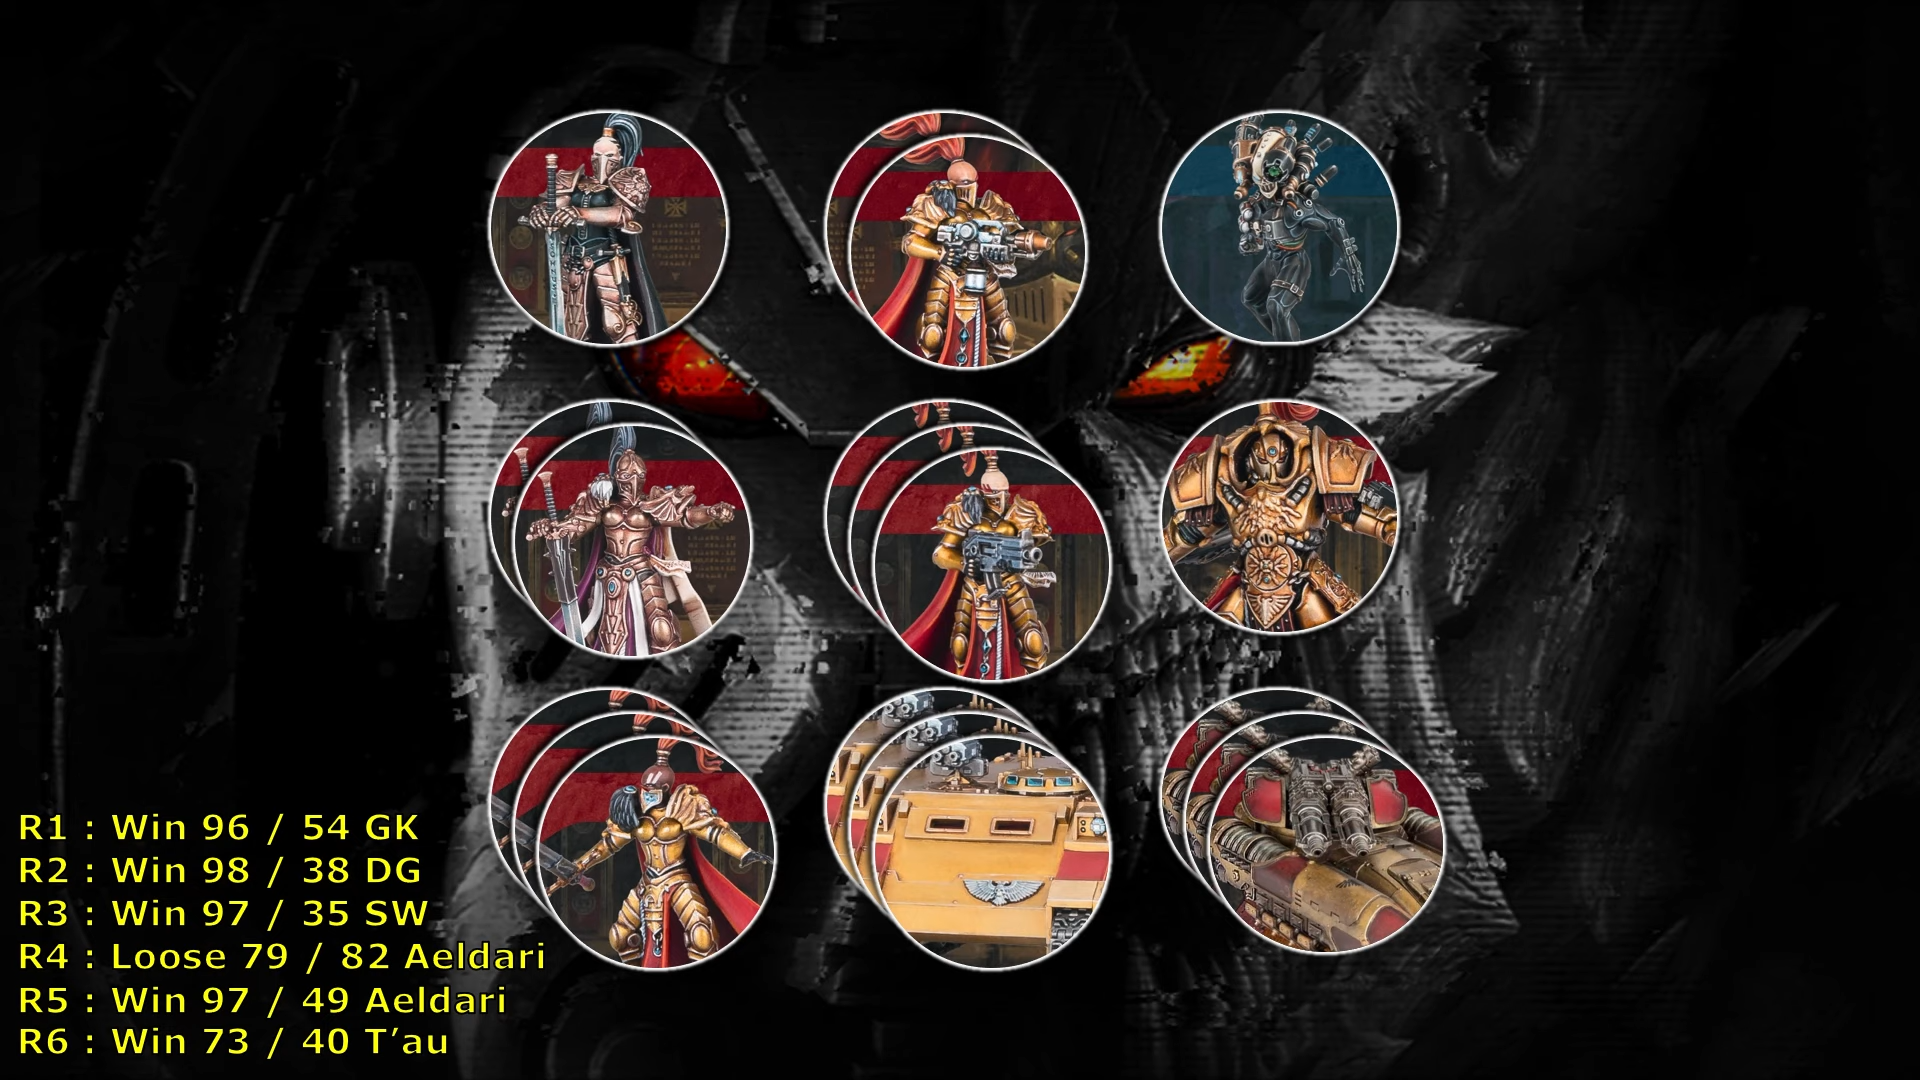 R1 : Win 96 / 54 GK
R2 : Win 98 / 38 DG
R3 : Win 97 / 35 SW
R4 : Loose 79 / 82 Aeldari
R5 : Win 97 / 49 Aeldari
R6 : Win 73 / 40 T'au